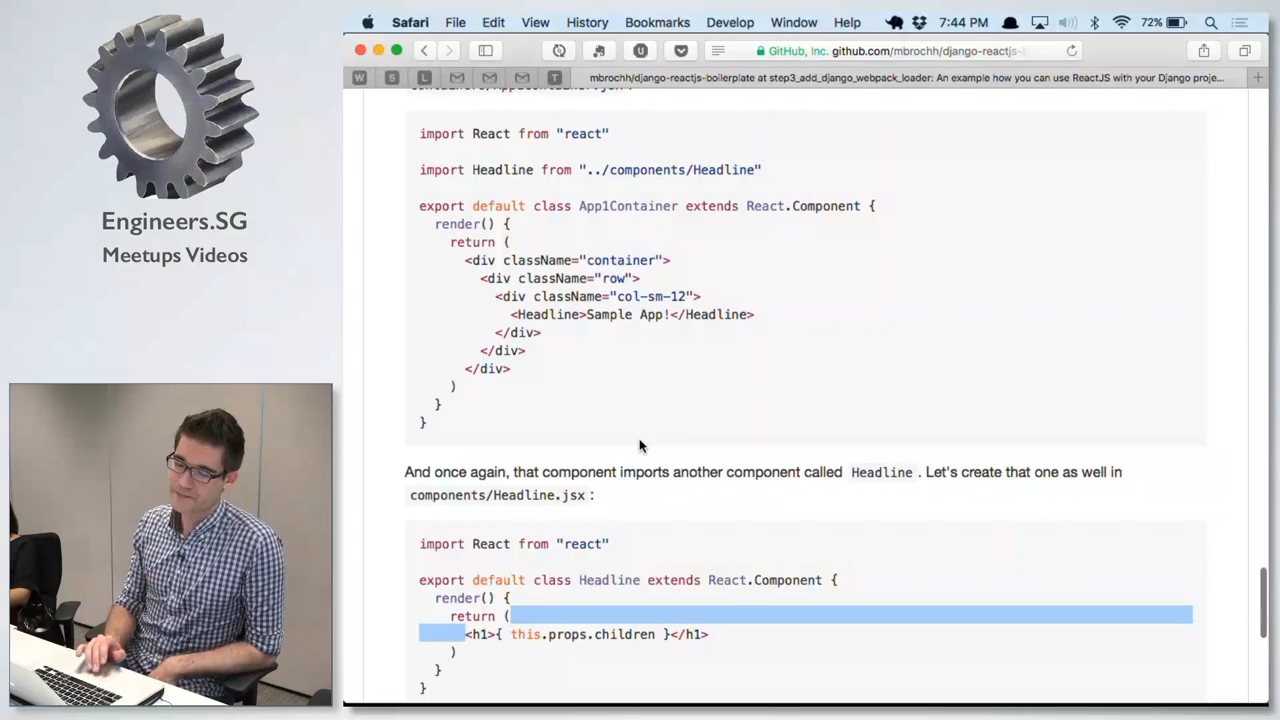 Safari File Edit View History Bookmarks Develop Window Help 7:44 PM 72%
GitHub, Inc. github.com/mbrochh/django-reactjs-
W 5 L T mbrochh/django-reactjs-boilerplate at step3_add_django_webpack_loader: An example how you can use ReactJS with your Django proje...
Engineers.SG
Meetups Videos
import React from "react"
import Headline from "../components/Headline"
export default class App1Container extends React.Component {
render() {
return (
<div className="container">
<div className="row">
<div className="col-sm-12">
<Headline>Sample App!</Headline>
</div>
</div>
</div>
)
}
}
And once again, that component imports another component called Headline . Let's create that one as well in
components/Headline.jsx :
import React from "react"
export default class Headline extends React.Component {
render() {
return (
<h1>{ this.props.children }</h1>
)
}
}